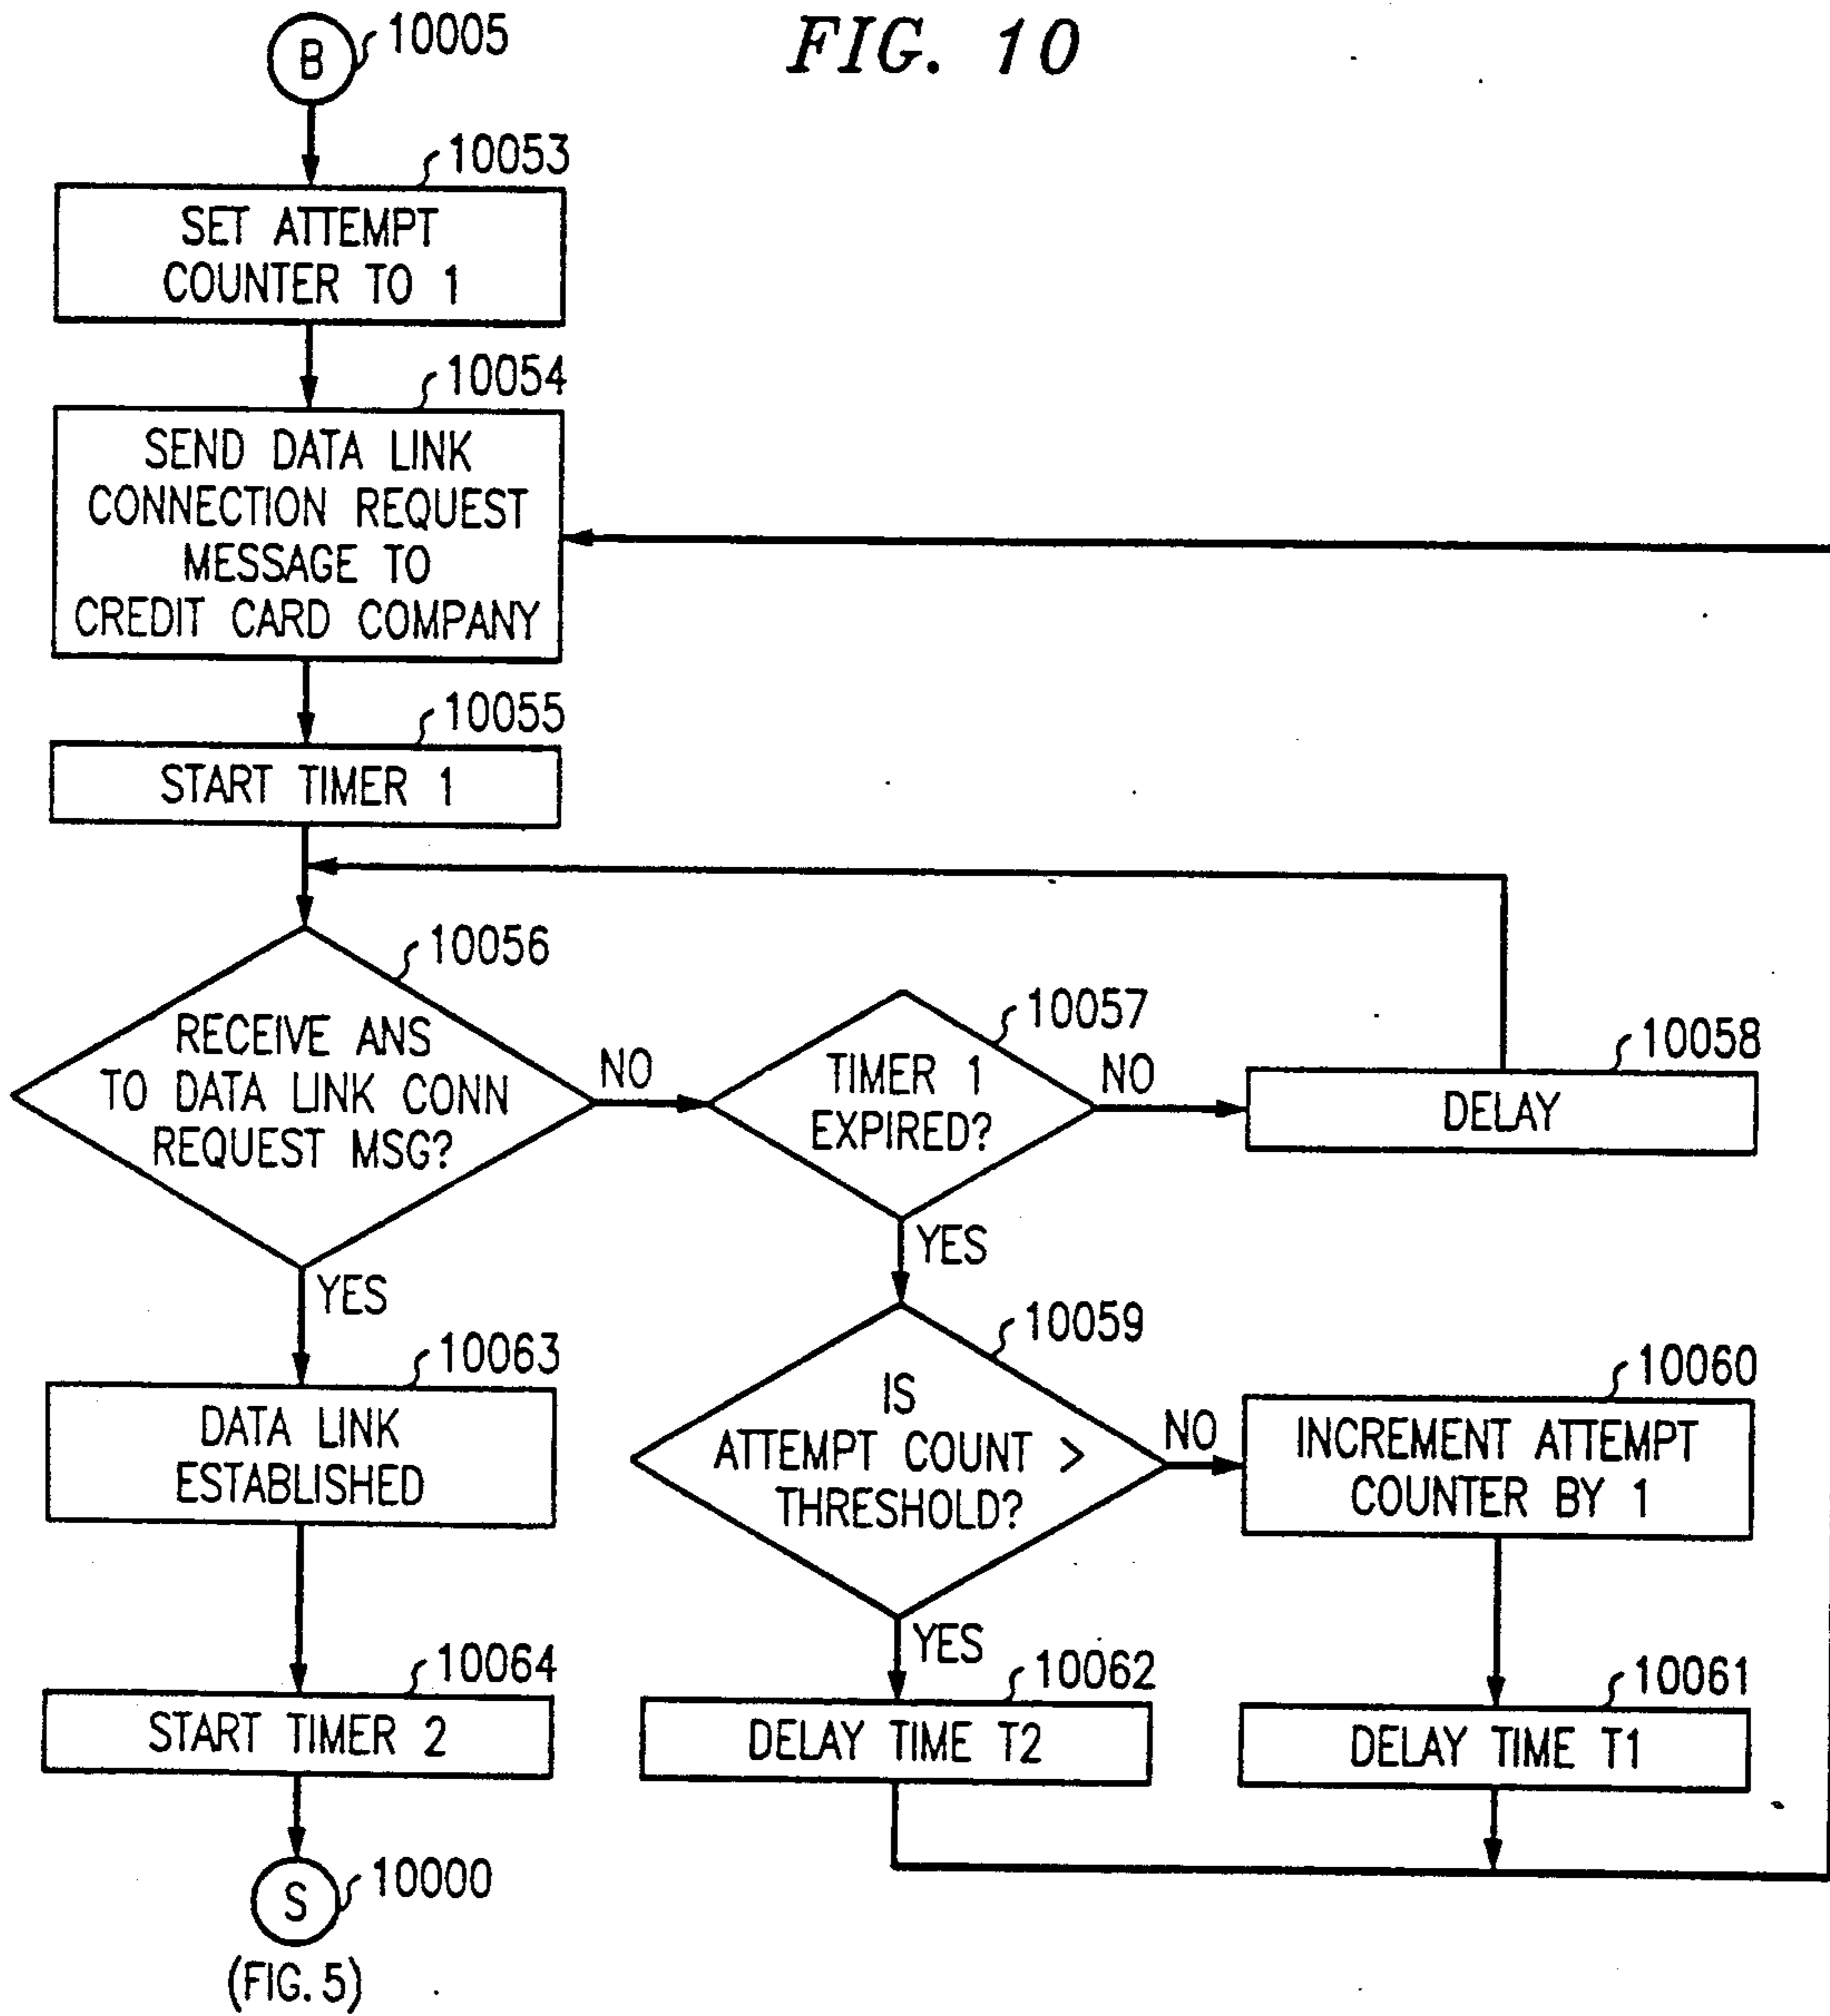 FIG. 10
B
10005
10053
SET ATTEMPT
COUNTER TO 1
10054
SEND DATA LINK
CONNECTION REQUEST
MESSAGE TO
CREDIT CARD COMPANY
10055
START TIMER 1
10056
RECEIVE ANS
TO DATA LINK CONN
REQUEST MSG?
NO
YES
10057
TIMER 1
EXPIRED?
NO
YES
10058
DELAY
10059
IS
ATTEMPT COUNT >
THRESHOLD?
NO
YES
10060
INCREMENT ATTEMPT
COUNTER BY 1
10063
DATA LINK
ESTABLISHED
10064
START TIMER 2
10062
DELAY TIME T2
10061
DELAY TIME T1
S
10000
(FIG. 5)